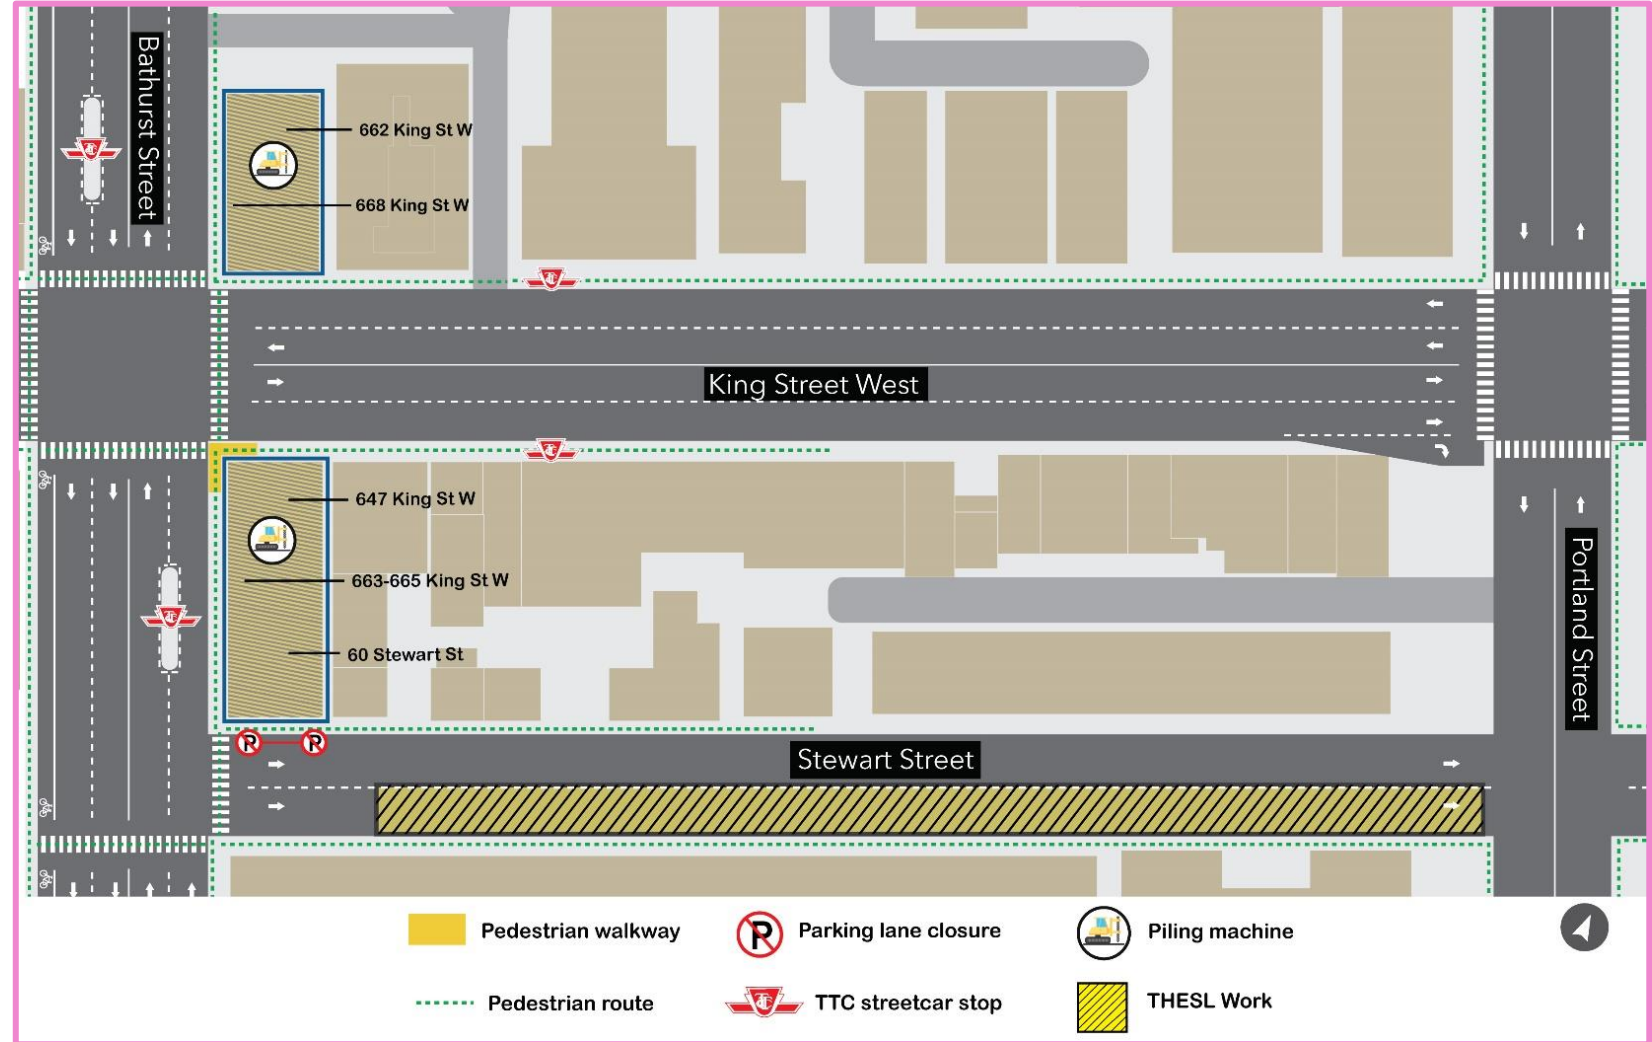 Bathurst Street
662 King St W
668 King St W
King Street West
647 King St W
663-665 King St W
60 Stewart St
Portland Street
P P
Stewart Street
Pedestrian walkway
P
Parking lane closure
Piling machine
Pedestrian route
TTC streetcar stop
THESL Work